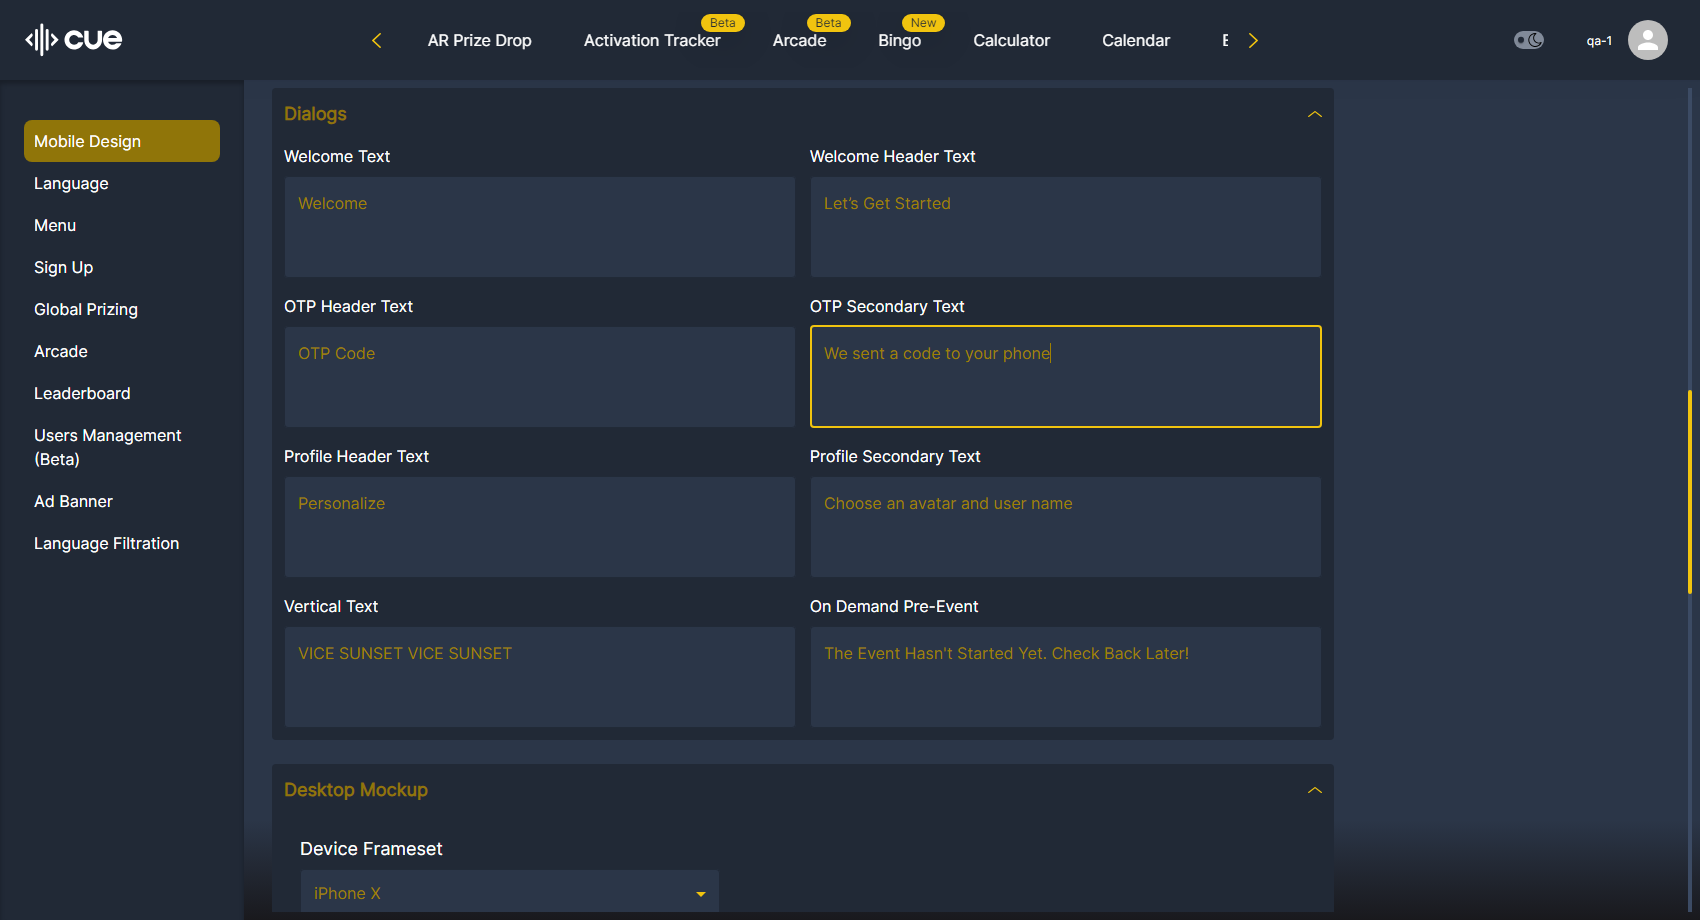 cue
AR Prize Drop
Activation Tracker
Beta
Arcade
Beta
Bingo
New
Calculator
Calendar
qa-1
Mobile Design
Language
Menu
Sign Up
Global Prizing
Arcade
Leaderboard
Users Management
(Beta)
Ad Banner
Language Filtration
Dialogs
Welcome Text
Welcome
Welcome Header Text
Let’s Get Started
OTP Header Text
OTP Code
OTP Secondary Text
We sent a code to your phone
Profile Header Text
Personalize
Profile Secondary Text
Choose an avatar and user name
Vertical Text
VICE SUNSET VICE SUNSET
On Demand Pre-Event
The Event Hasn't Started Yet. Check Back Later!
Desktop Mockup
Device Frameset
iPhone X